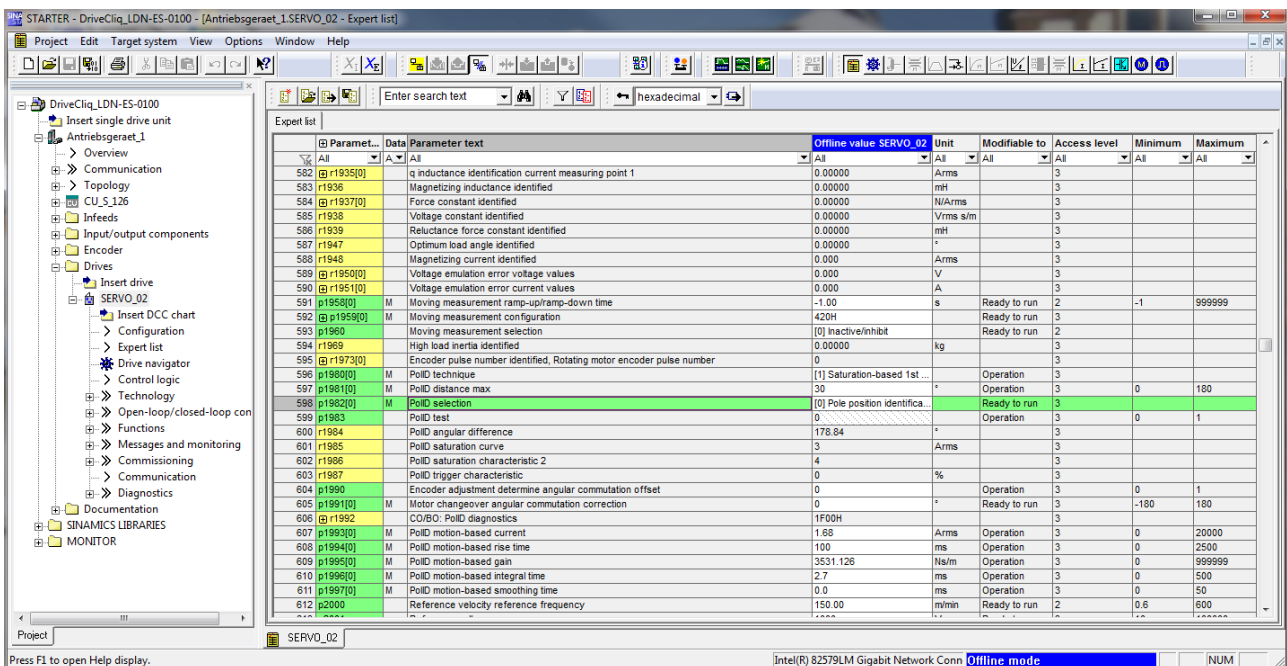 STARTER - DriveCliq_LDN-ES-0100 - [Antriebsgeraet_1.SERVO_02 - Expert list]
Project Edit Target system View Options Window Help
Enter search text hexadecimal
Expert list
DriveCliq_LDN-ES-0100
Insert single drive unit
Antriebsgeraet_1
Overview
Communication
Topology
CU_S_126
Infeeds
Input/output components
Encoder
Drives
Insert drive
SERVO_02
Insert DCC chart
Configuration
Expert list
Drive navigator
Control logic
Technology
Open-loop/closed-loop con
Functions
Messages and monitoring
Commissioning
Communication
Diagnostics
Documentation
SINAMICS LIBRARIES
MONITOR
Project
Paramet... Data Parameter text Offline value SERVO_02 Unit Modifiable to Access level Minimum Maximum
All A All All All All All All All
582 r1935[0] q inductance identification current measuring point 1 0.00000 Arms 3
583 r1936 Magnetizing inductance identified 0.00000 mH 3
584 r1937[0] Force constant identified 0.00000 N/Arms 3
585 r1938 Voltage constant identified 0.00000 Vrms s/m 3
586 r1939 Reluctance force constant identified 0.00000 mH 3
587 r1947 Optimum load angle identified 0.00000 ° 3
588 r1948 Magnetizing current identified 0.000 Arms 3
589 r1950[0] Voltage emulation error voltage values 0.000 V 3
590 r1951[0] Voltage emulation error current values 0.000 A 3
591 p1958[0] M Moving measurement ramp-up/ramp-down time -1.00 s Ready to run 2 -1 999999
592 p1959[0] M Moving measurement configuration 420H Ready to run 3
593 p1960 Moving measurement selection [0] Inactive/inhibit Ready to run 2
594 r1969 High load inertia identified 0.00000 kg 3
595 r1973[0] Encoder pulse number identified, Rotating motor encoder pulse number 0 3
596 p1980[0] M PolID technique [1] Saturation-based 1st ... Operation 3
597 p1981[0] M PolID distance max 30 ° Operation 3 0 180
598 p1982[0] M PolID selection [0] Pole position identifica... Ready to run 3
599 p1983 PolID test 0 Operation 3 0 1
600 r1984 PolID angular difference 178.84 ° 3
601 r1985 PolID saturation curve 3 Arms 3
602 r1986 PolID saturation characteristic 2 4 3
603 r1987 PolID trigger characteristic 0 % 3
604 p1990 Encoder adjustment determine angular commutation offset 0 Operation 3 0 1
605 p1991[0] M Motor changeover angular commutation correction 0 ° Ready to run 3 -180 180
606 r1992 CO/BO: PolID diagnostics 1F00H 3
607 p1993[0] M PolID motion-based current 1.68 Arms Operation 3 0 20000
608 p1994[0] M PolID motion-based rise time 100 ms Operation 3 0 2500
609 p1995[0] M PolID motion-based gain 3531.126 Ns/m Operation 3 0 999999
610 p1996[0] M PolID motion-based integral time 2.7 ms Operation 3 0 500
611 p1997[0] M PolID motion-based smoothing time 0.0 ms Operation 3 0 50
612 p2000 Reference velocity reference frequency 150.00 m/min Ready to run 2 0.6 600
SERVO_02
Press F1 to open Help display. Intel(R) 82579LM Gigabit Network Conn Offline mode NUM